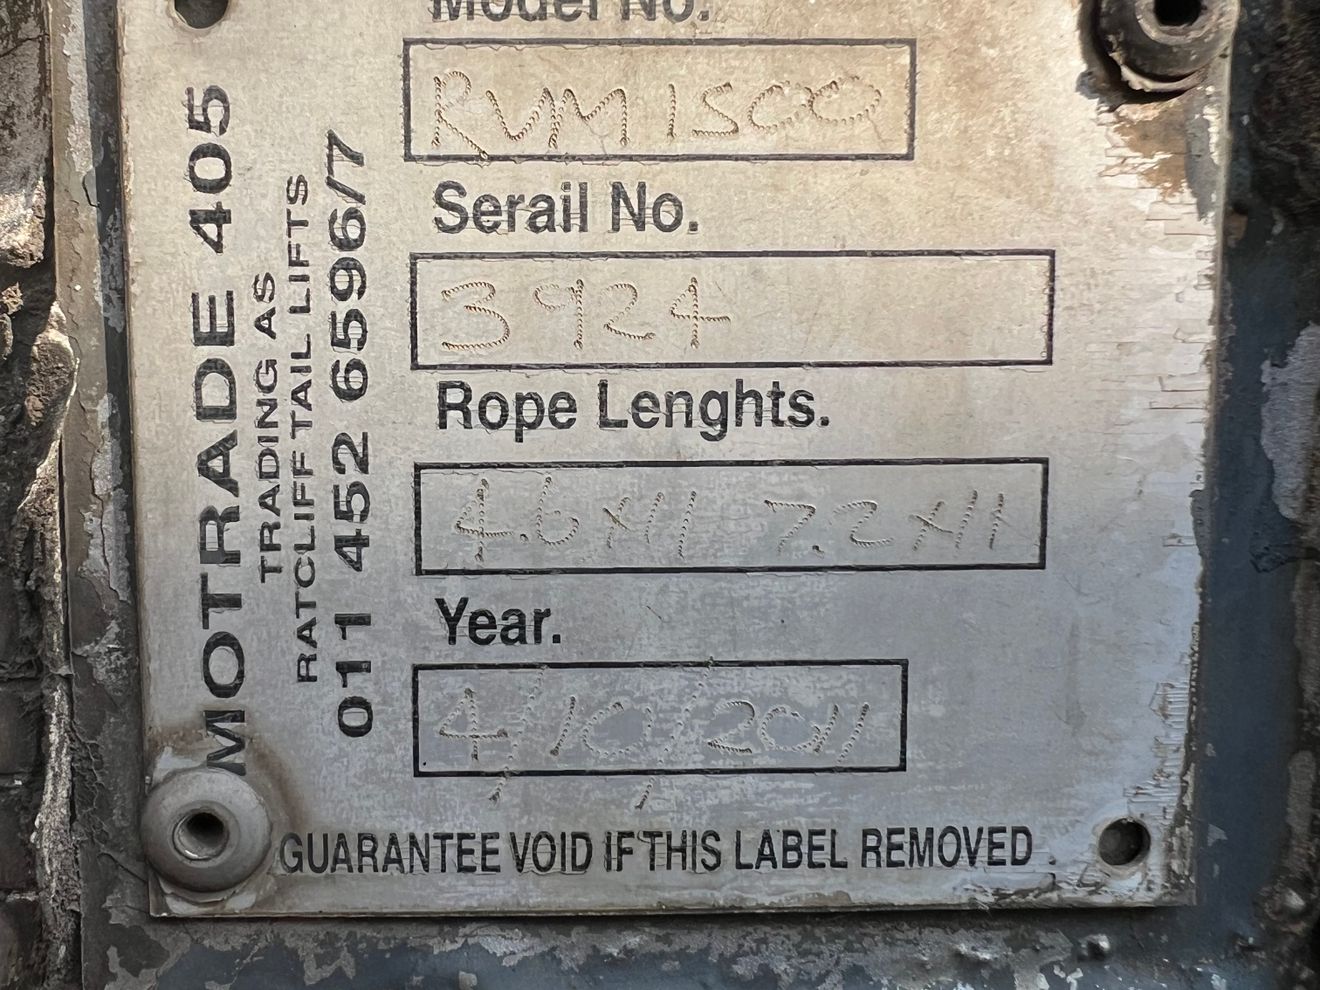 Model No.
RVM1500
Serail No.
3924
Rope Lenghts.
4.6x11 7.2x111
Year.
4/10/2011
GUARANTEE VOID IF THIS LABEL REMOVED.
MOTRADE 405
TRADING AS
RATCLIFF TAIL LIFTS
011 452 6596/7